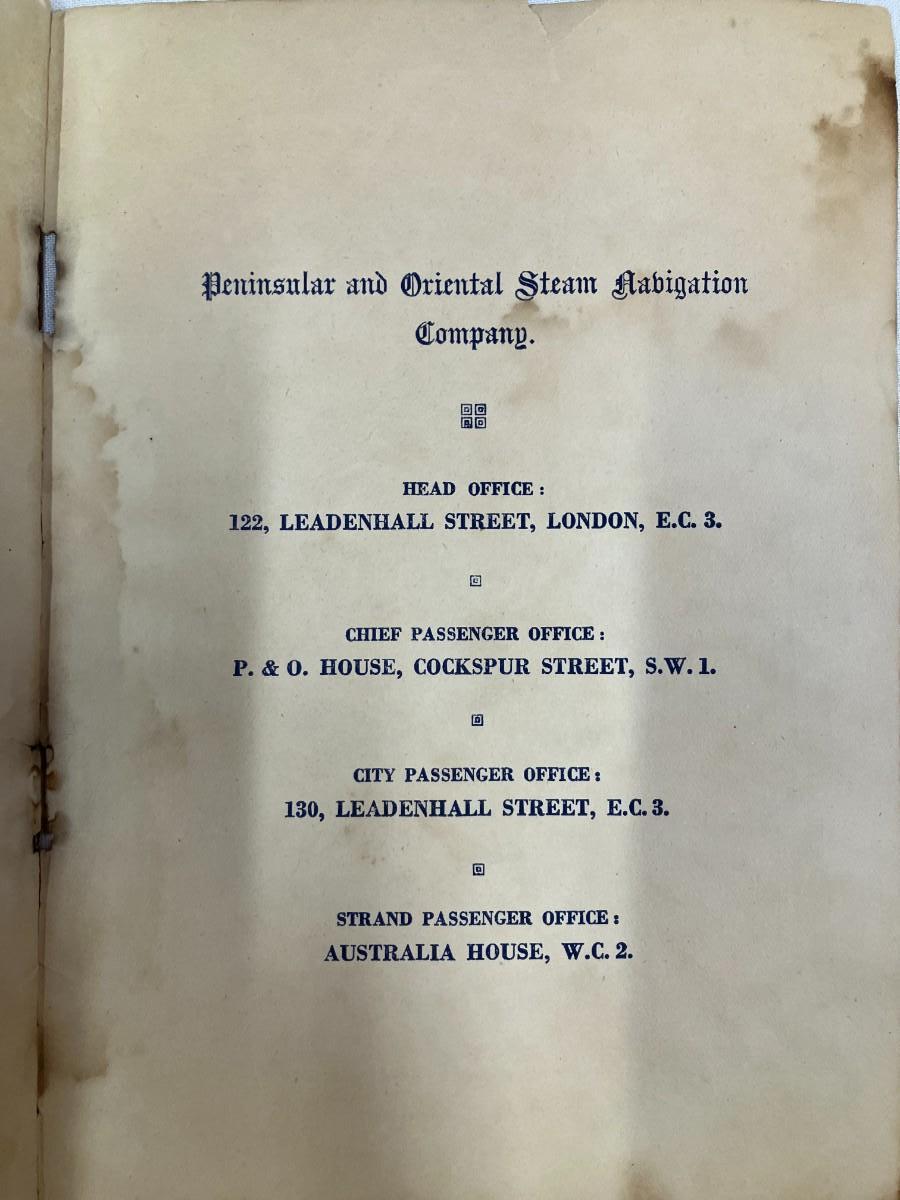 Peninsular and Oriental Steam Navigation
Company.
HEAD OFFICE :
122, LEADENHALL STREET, LONDON, E.C. 3.
CHIEF PASSENGER OFFICE :
P. & O. HOUSE, COCKSPUR STREET, S.W. 1.
CITY PASSENGER OFFICE :
130, LEADENHALL STREET, E.C. 3.
STRAND PASSENGER OFFICE :
AUSTRALIA HOUSE, W.C. 2.